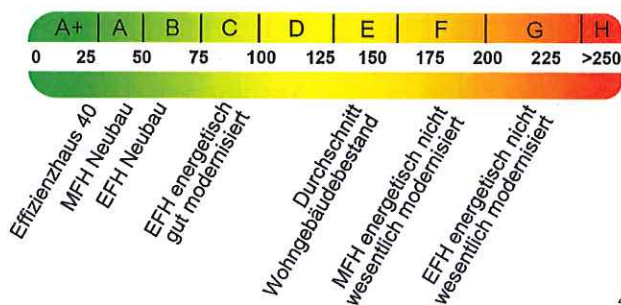 A+ A B C D E F G H
0 25 50 75 100 125 150 175 200 225 >250
Effizienzhaus 40
MFH Neubau
EFH Neubau
EFH energetisch
gut modernisiert
Durchschnitt
Wohngebäudebestand
MFH energetisch nicht
wesentlich modernisiert
EFH energetisch nicht
wesentlich modernisiert